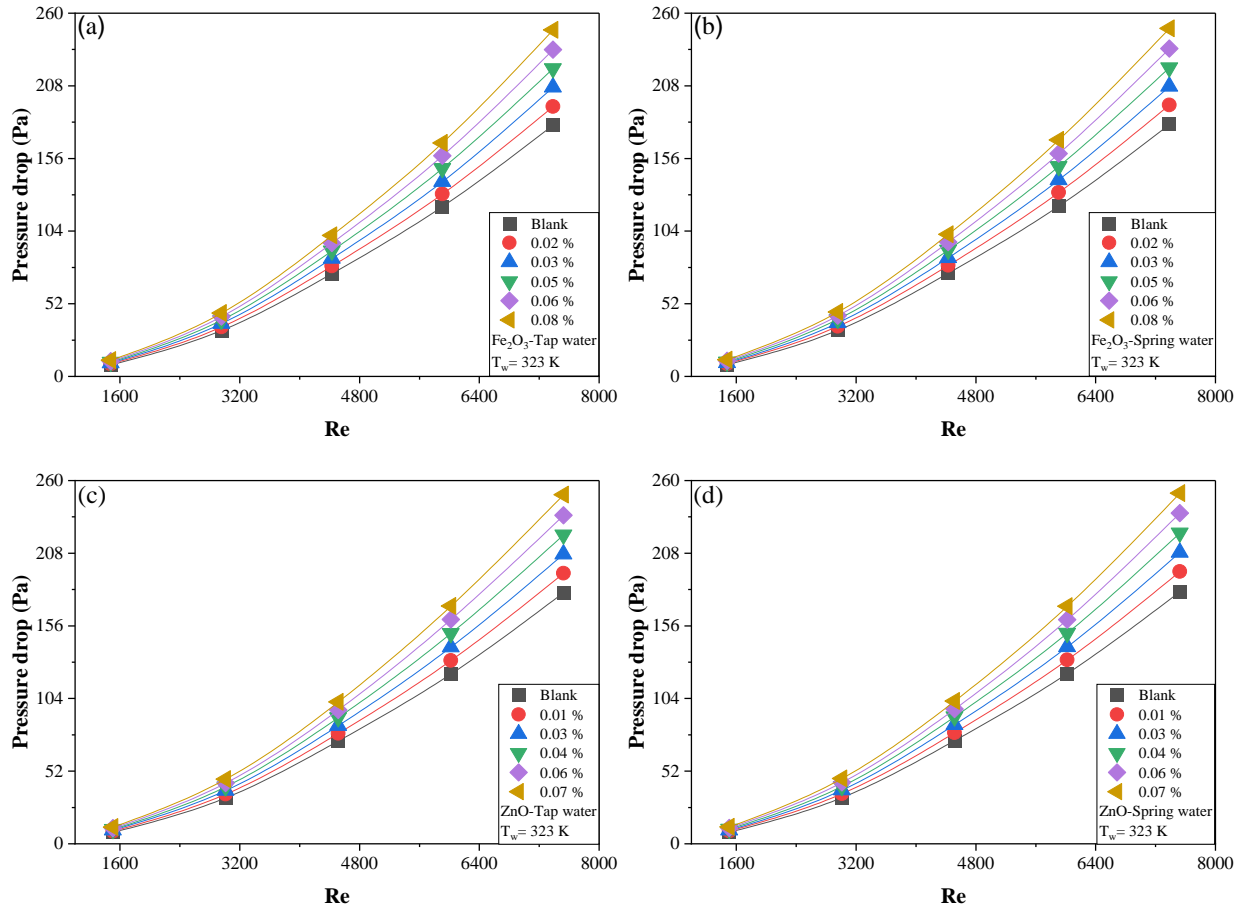 (a)
Pressure drop (Pa)
260
208
156
104
52
0
1600 3200 4800 6400 8000
Re
Blank
0.02 %
0.03 %
0.05 %
0.06 %
0.08 %
Fe₂O₃-Tap water
T_w= 323 K
(b)
Pressure drop (Pa)
260
208
156
104
52
0
1600 3200 4800 6400 8000
Re
Blank
0.02 %
0.03 %
0.05 %
0.06 %
0.08 %
Fe₂O₃-Spring water
T_w= 323 K
(c)
Pressure drop (Pa)
260
208
156
104
52
0
1600 3200 4800 6400 8000
Re
Blank
0.01 %
0.03 %
0.04 %
0.06 %
0.07 %
ZnO-Tap water
T_w= 323 K
(d)
Pressure drop (Pa)
260
208
156
104
52
0
1600 3200 4800 6400 8000
Re
Blank
0.01 %
0.03 %
0.04 %
0.06 %
0.07 %
ZnO-Spring water
T_w= 323 K